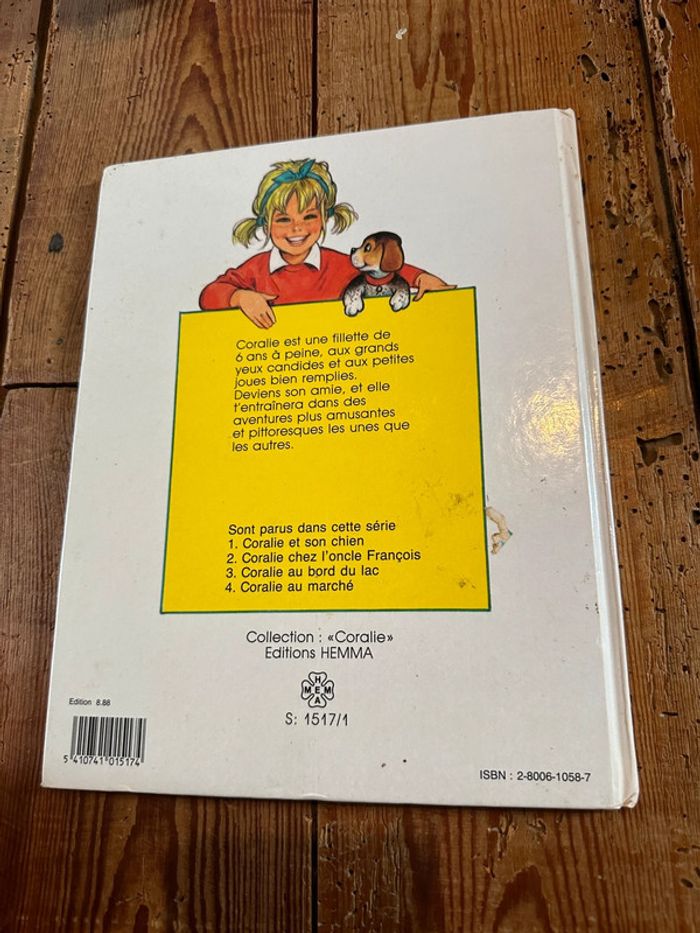 Coralie est une fillette de
6 ans à peine, aux grands
yeux candides et aux petites
joues bien remplies.
Deviens son amie, et elle
t'entraînera dans des
aventures plus amusantes
et pittoresques les unes que
les autres.
Sont parus dans cette série
1. Coralie et son chien
2. Coralie chez l'oncle François
3. Coralie au bord du lac
4. Coralie au marché
Collection : «Coralie»
Editions HEMMA
HEMMA
S: 1517/1
Edition 8.88
5 410741 015174
ISBN : 2-8006-1058-7